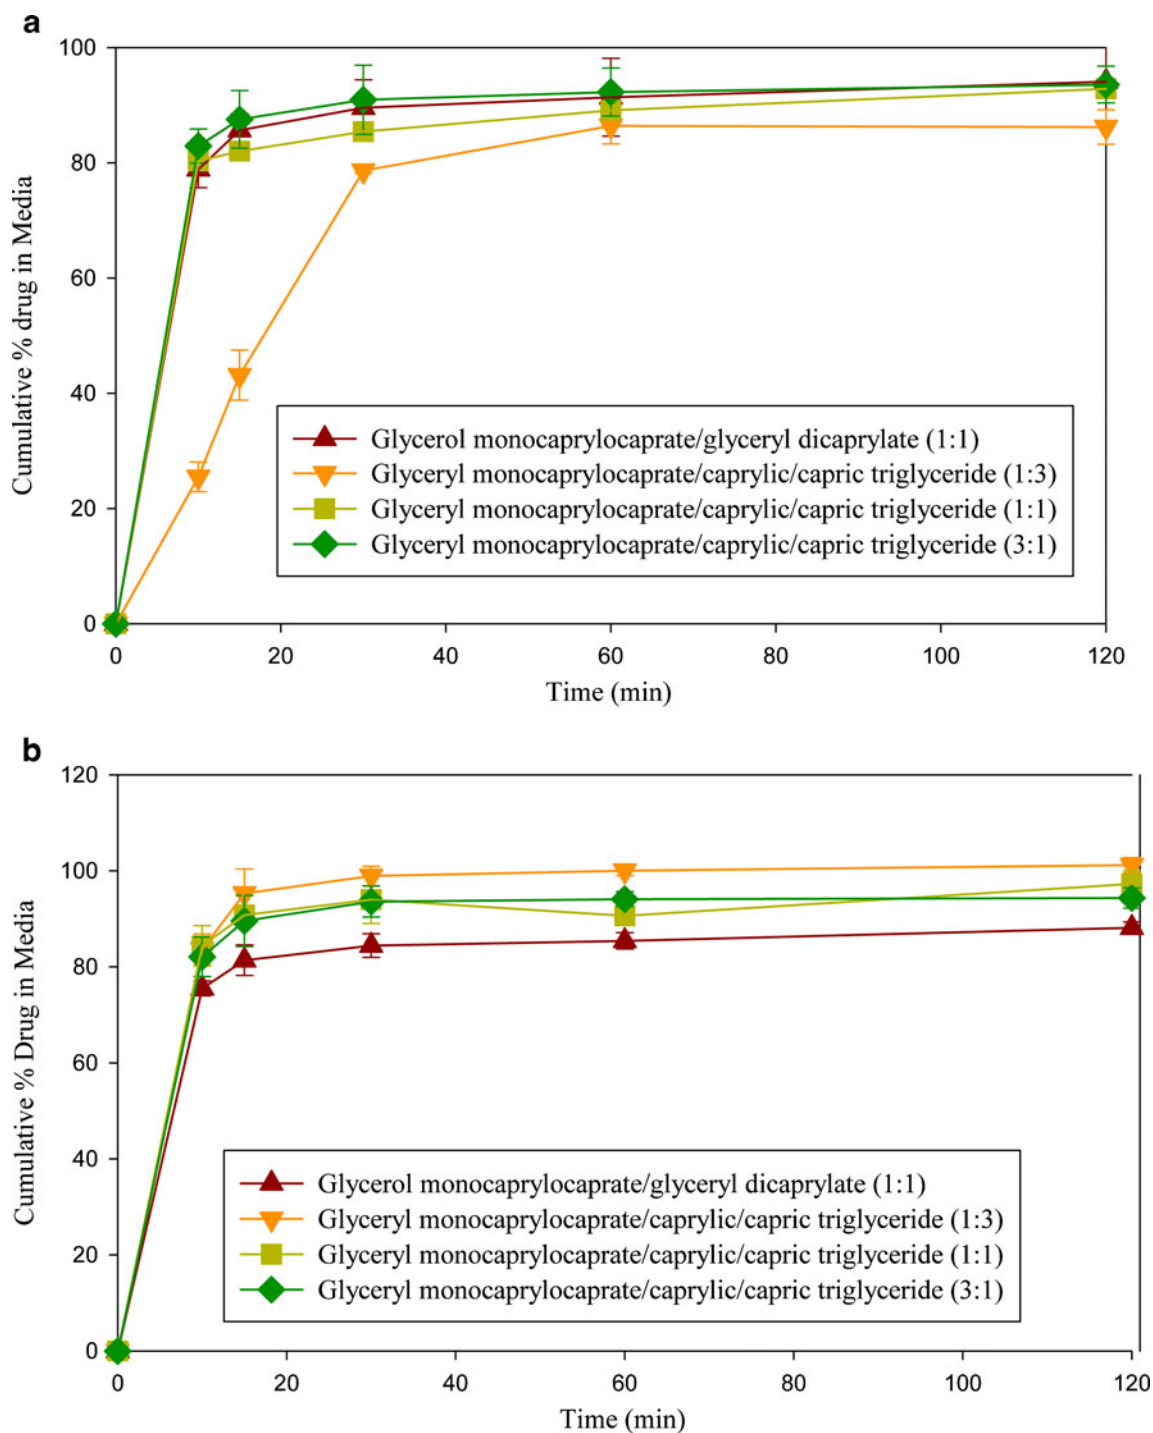 a
100
80
60
40
20
0
Cumulative % drug in Media
Glycerol monocaprylocaprate/glyceryl dicaprylate (1:1)
Glyceryl monocaprylocaprate/caprylic/capric triglyceride (1:3)
Glyceryl monocaprylocaprate/caprylic/capric triglyceride (1:1)
Glyceryl monocaprylocaprate/caprylic/capric triglyceride (3:1)
0 20 40 60 80 100 120
Time (min)
b
120
100
80
60
40
20
0
Cumulative % Drug in Media
Glycerol monocaprylocaprate/glyceryl dicaprylate (1:1)
Glyceryl monocaprylocaprate/caprylic/capric triglyceride (1:3)
Glyceryl monocaprylocaprate/caprylic/capric triglyceride (1:1)
Glyceryl monocaprylocaprate/caprylic/capric triglyceride (3:1)
0 20 40 60 80 100 120
Time (min)